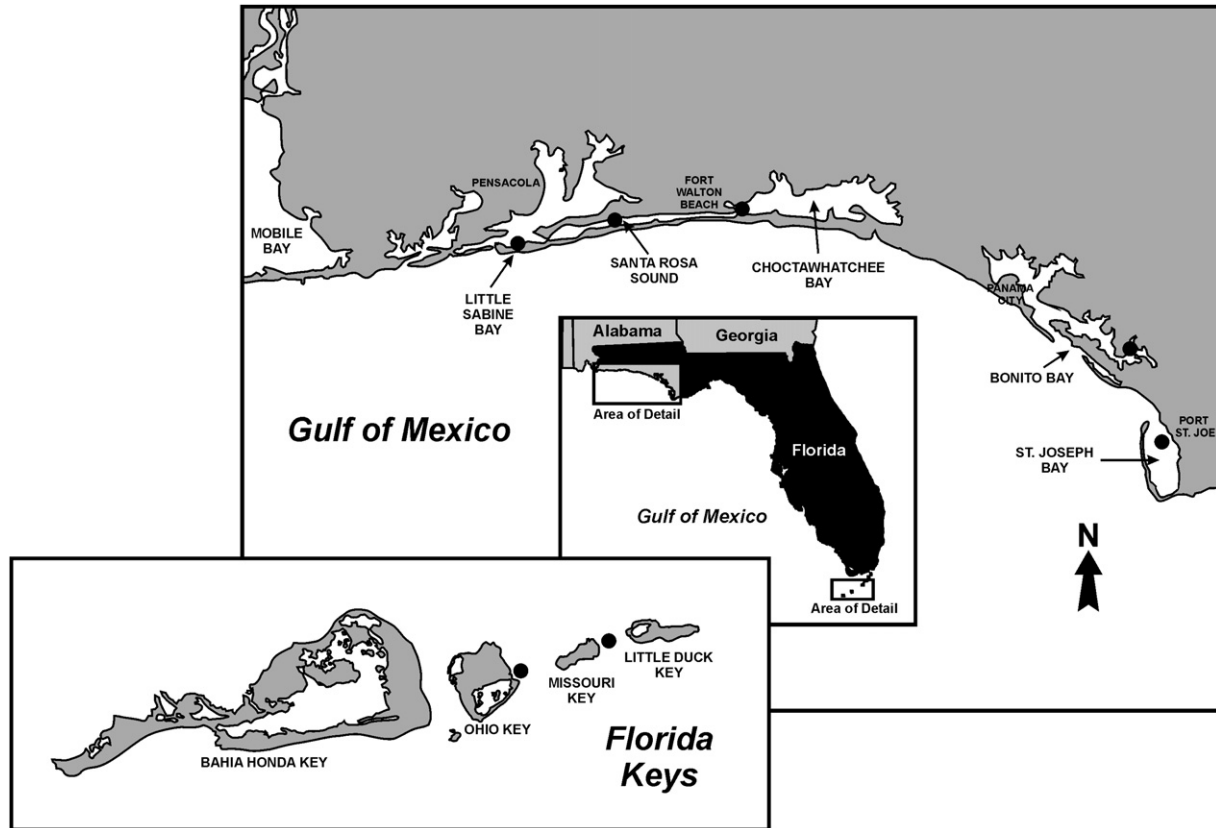 PENSACOLA
FORT
WALTON
BEACH
MOBILE
BAY
SANTA ROSA
SOUND
CHOCTAWHATCHEE
BAY
LITTLE
SABINE
BAY
PANAMA
CITY
BONITO BAY
PORT
ST. JOE
ST. JOSEPH
BAY
Gulf of Mexico
N
Alabama
Georgia
Area of Detail
Florida
Gulf of Mexico
Area of Detail
LITTLE DUCK
KEY
MISSOURI
KEY
OHIO KEY
BAHIA HONDA KEY
Florida
Keys